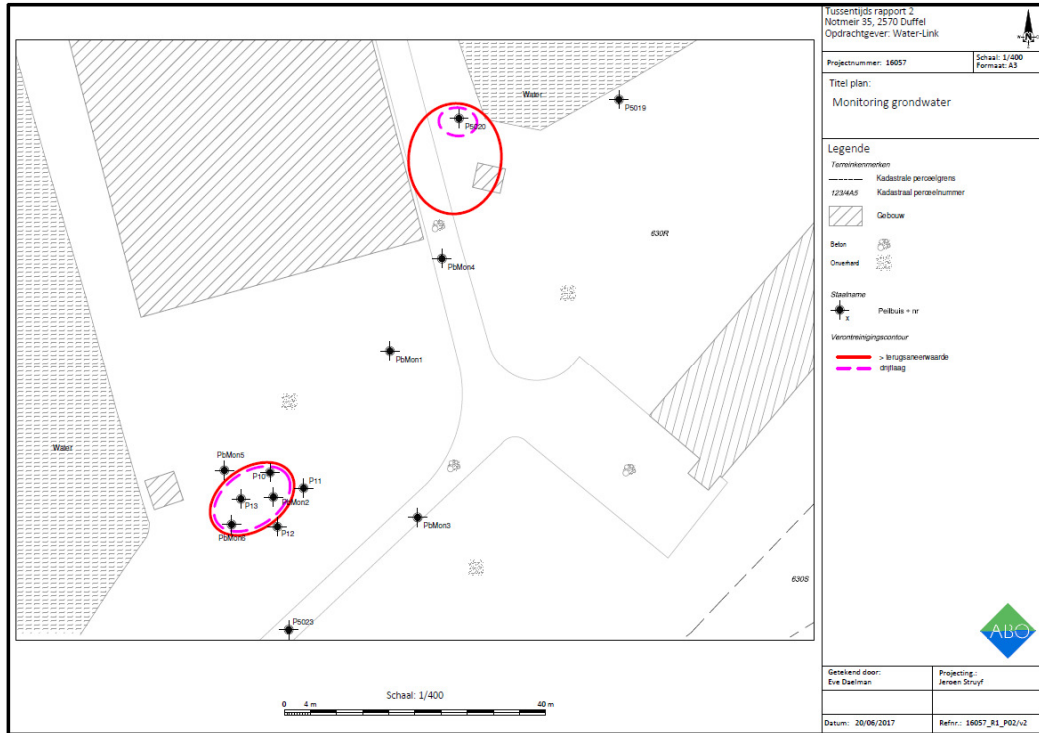 Tussentijds rapport 2
Notmeir 35, 2570 Duffel
Opdrachtgever: Water-Link
N
Projectnummer: 16057
Schaal: 1/400
Formaat: A3
Titel plan:
Monitoring grondwater
Legende
Terreinkenmerken
Kadastrale perceelgrens
123/4A5
Kadastraal perceelnummer
Gebouw
Beton
Onverhard
Staalname
x
Peilbuis + nr
Verontreinigingscontour
> terugsaneerwaarde
drijflaag
ABO
Getekend door:
Eve Daelman
Projecting.:
Jeroen Struyf
Datum: 20/06/2017
Refnr.: 16057_R1_P02/v2
Water
P5019
P5020
630R
PbMon4
PbMon1
Water
PbMon5
P10
P11
P13
PbMon2
PbMon6
P12
PbMon3
630S
P5023
Schaal: 1/400
0 4 m 40 m